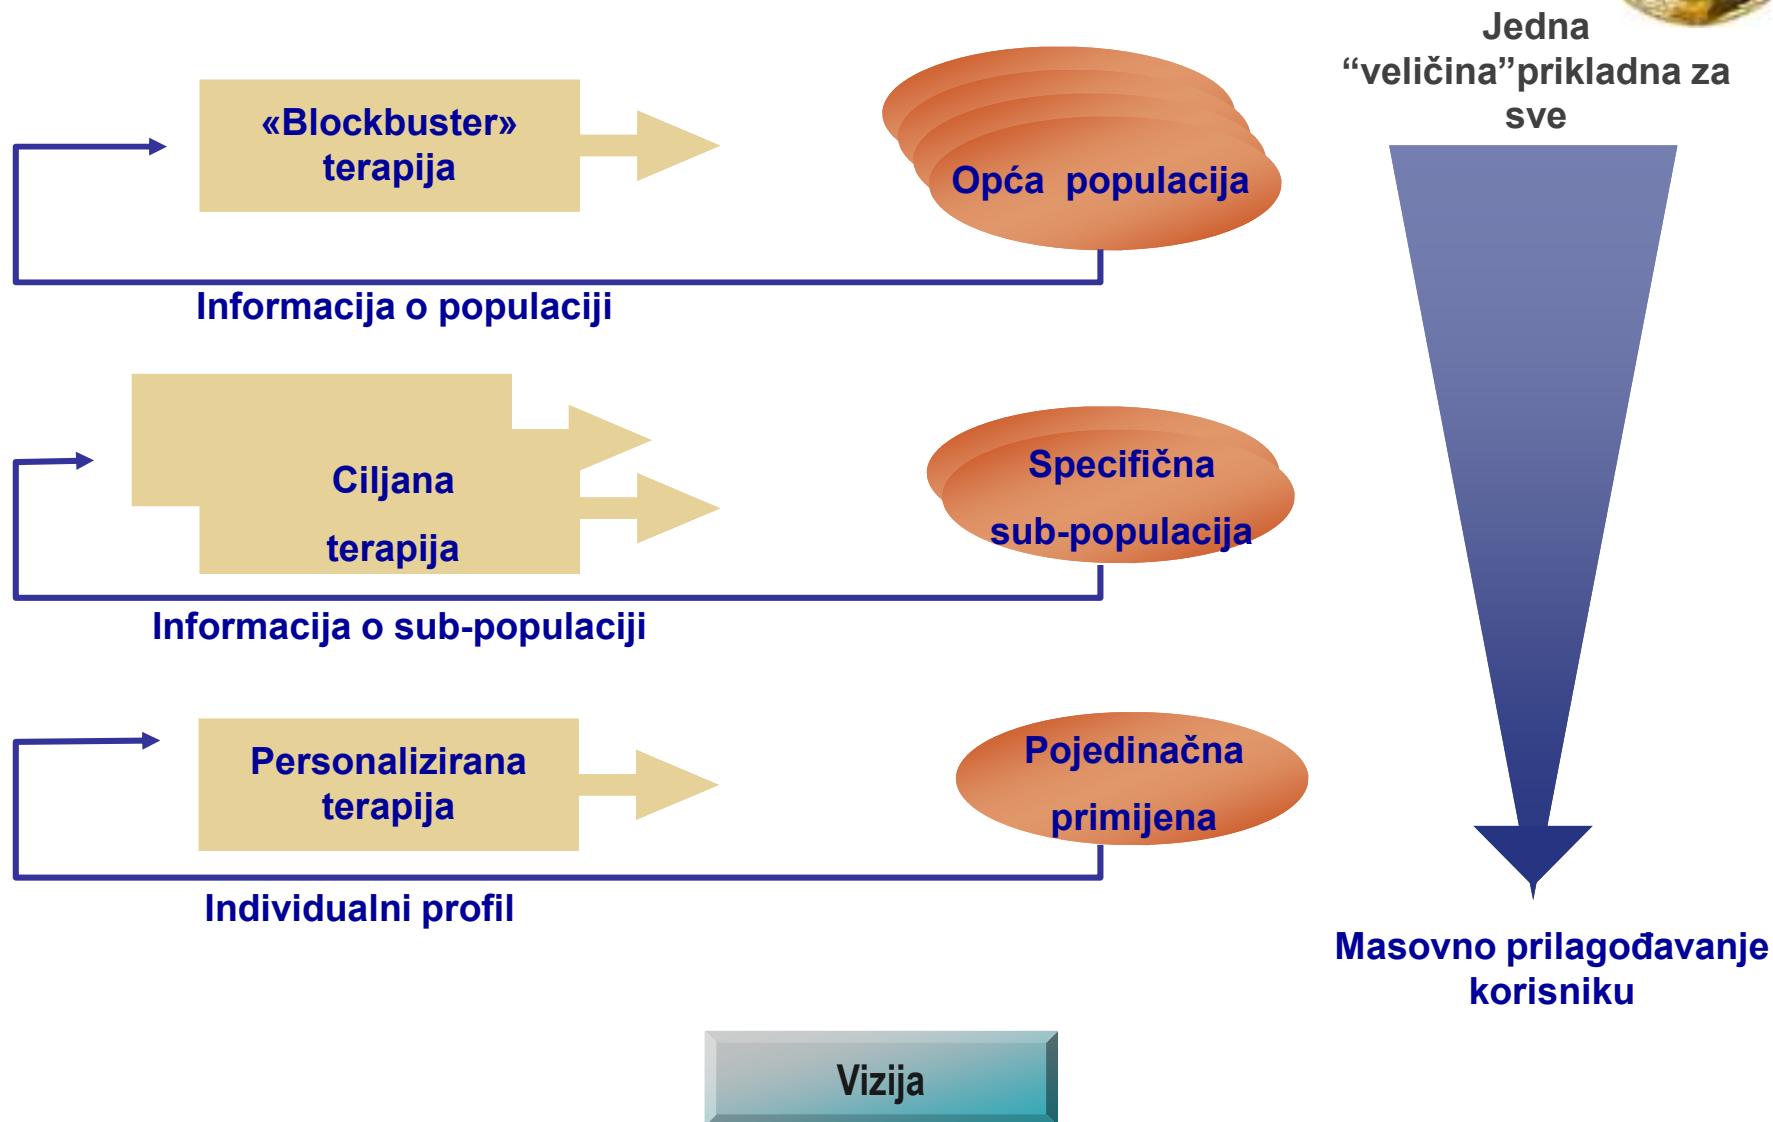 Jedna
“veličina”prikladna za
sve
«Blockbuster»
terapija
Opća  populacija
Informacija o populaciji
Ciljana
terapija
Specifična
sub-populacija
Informacija o sub-populaciji
Personalizirana
terapija
Pojedinačna
primijena
Individualni profil
Masovno prilagođavanje
korisniku
Vizija